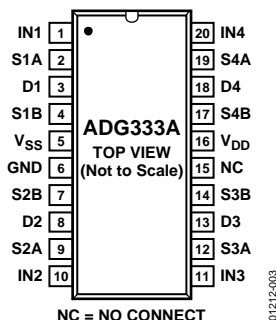 IN1 1 20 IN4
S1A 2 19 S4A
D1 3 18 D4
S1B 4 17 S4B
VSS 5 16 VDD
GND 6 15 NC
S2B 7 14 S3B
D2 8 13 D3
S2A 9 12 S3A
IN2 10 11 IN3
ADG333A
TOP VIEW
(Not to Scale)
NC = NO CONNECT
01212-003